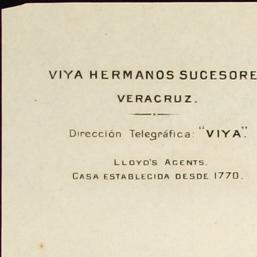 VIYA HERMANOS SUCESORE
VERACRUZ.
Dirección Telegráfica: "VIYA".
LLOYD'S AGENTS.
CASA ESTABLECIDA DESDE 1770.